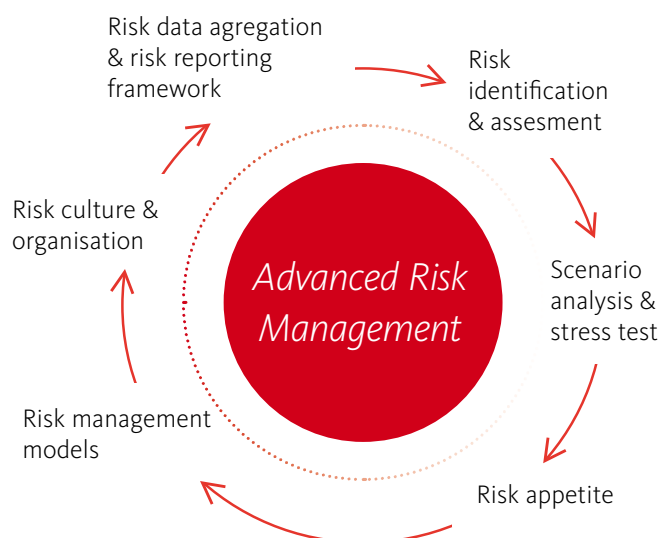 Risk data agregation
& risk reporting
framework
Risk
identification
& assesment
Scenario
analysis &
stress test
Risk appetite
Risk management
models
Risk culture &
organisation
Advanced Risk
Management